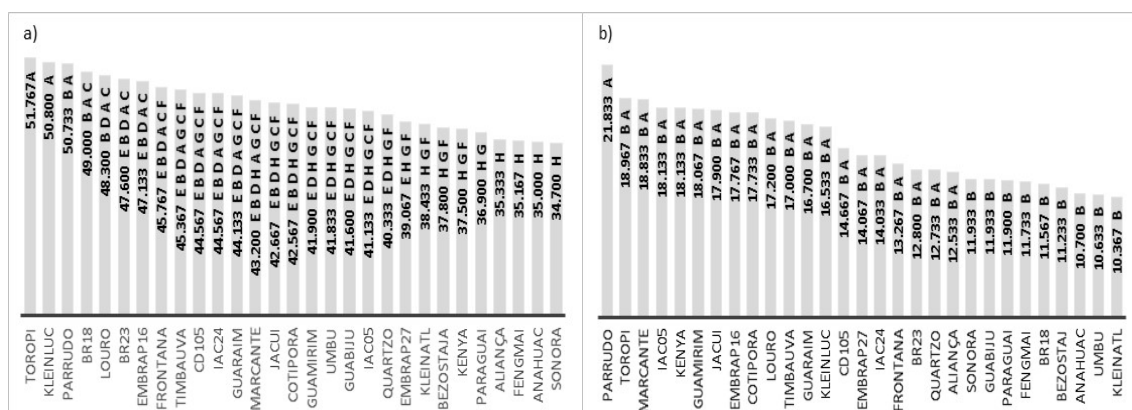 a)
51.767A
50.800 A
50.733 B A
49.000 B A C
48.300 B D A C
47.600 E B D A C
47.133 E B D A C
45.767 E B D A C F
45.367 E B D A G C F
44.567 E B D A G C F
44.567 E B D A G C F
44.133 E B D A G C F
43.200 E B D H A G C F
42.667 E B D H G C F
42.567 E B D H G C F
41.900 E D H G C F
41.833 E D H G C F
41.600 E D H G C F
41.133 E D H G C F
40.333 E D H G F
39.067 E H G F
38.433 H G F
37.800 H G F
37.500 H G F
36.900 H G
35.333 H
35.167 H
35.000 H
34.700 H
TOROPI
KLEINLUC
PARRUDO
BR18
LOURO
BR23
EMBRAP16
FRONTANA
TIMBAUVA
CD105
IAC24
GUARAIM
MARCANTE
JACUI
COTIPORA
GUAMIRIM
UMBU
GUABIJU
IAC05
QUARTZO
EMBRAP27
KLEINATL
BEZOSTAJA
KENYA
PARAGUAI
ALIANÇA
FENGMAI
ANAHUAC
SONORA
b)
21.833 A
18.967 B A
18.833 B A
18.133 B A
18.133 B A
18.067 B A
17.900 B A
17.767 B A
17.733 B A
17.200 B A
17.000 B A
16.700 B A
16.533 B A
14.667 B A
14.067 B A
14.033 B A
13.267 B A
12.800 B A
12.733 B A
12.533 B A
11.933 B
11.933 B
11.900 B
11.733 B
11.567 B
11.233 B
10.700 B
10.633 B
10.367 B
PARRUDO
TOROPI
MARCANTE
IAC05
KENYA
GUAMIRIM
JACUI
EMBRAP16
COTIPORA
LOURO
TIMBAUVA
GUARAIM
KLEINLUC
CD105
EMBRAP27
IAC24
FRONTANA
BR23
QUARTZO
ALIANÇA
SONORA
GUABIJU
PARAGUAI
FENGMAI
BR18
BEZOSTAJ
ANAHUAC
UMBU
KLEINATL